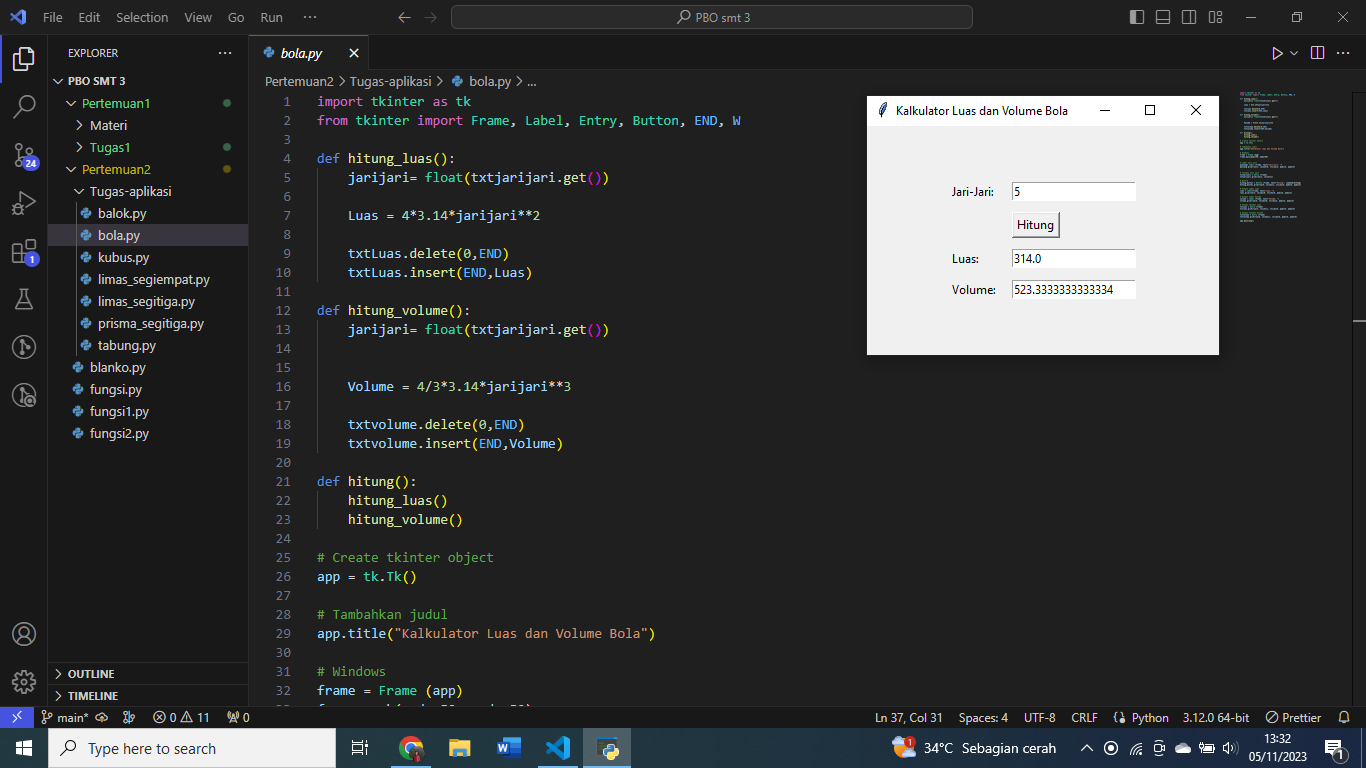 File Edit Selection View Go Run ··· PBO smt 3
EXPLORER ···
PBO SMT 3
Pertemuan1
Materi
Tugas1
Pertemuan2
Tugas-aplikasi
balok.py
bola.py
kubus.py
limas_segiempat.py
limas_segitiga.py
prisma_segitiga.py
tabung.py
blanko.py
fungsi.py
fungsi1.py
fungsi2.py
OUTLINE
TIMELINE
24
1
bola.py
Pertemuan2 > Tugas-aplikasi > bola.py > ...
1 import tkinter as tk
2 from tkinter import Frame, Label, Entry, Button, END, W
3
4 def hitung_luas():
5 jarijari= float(txtjarijari.get())
6
7 Luas = 4*3.14*jarijari**2
8
9 txtLuas.delete(0,END)
10 txtLuas.insert(END,Luas)
11
12 def hitung_volume():
13 jarijari= float(txtjarijari.get())
14
15
16 Volume = 4/3*3.14*jarijari**3
17
18 txtvolume.delete(0,END)
19 txtvolume.insert(END,Volume)
20
21 def hitung():
22 hitung_luas()
23 hitung_volume()
24
25 # Create tkinter object
26 app = tk.Tk()
27
28 # Tambahkan judul
29 app.title("Kalkulator Luas dan Volume Bola")
30
31 # Windows
32 frame = Frame (app)
Kalkulator Luas dan Volume Bola
Jari-Jari: 5
Hitung
Luas: 314.0
Volume: 523.3333333333334
main* 0 11 0 Ln 37, Col 31 Spaces: 4 UTF-8 CRLF Python 3.12.0 64-bit Prettier
Type here to search 1 34°C Sebagian cerah 13:32
05/11/2023 1